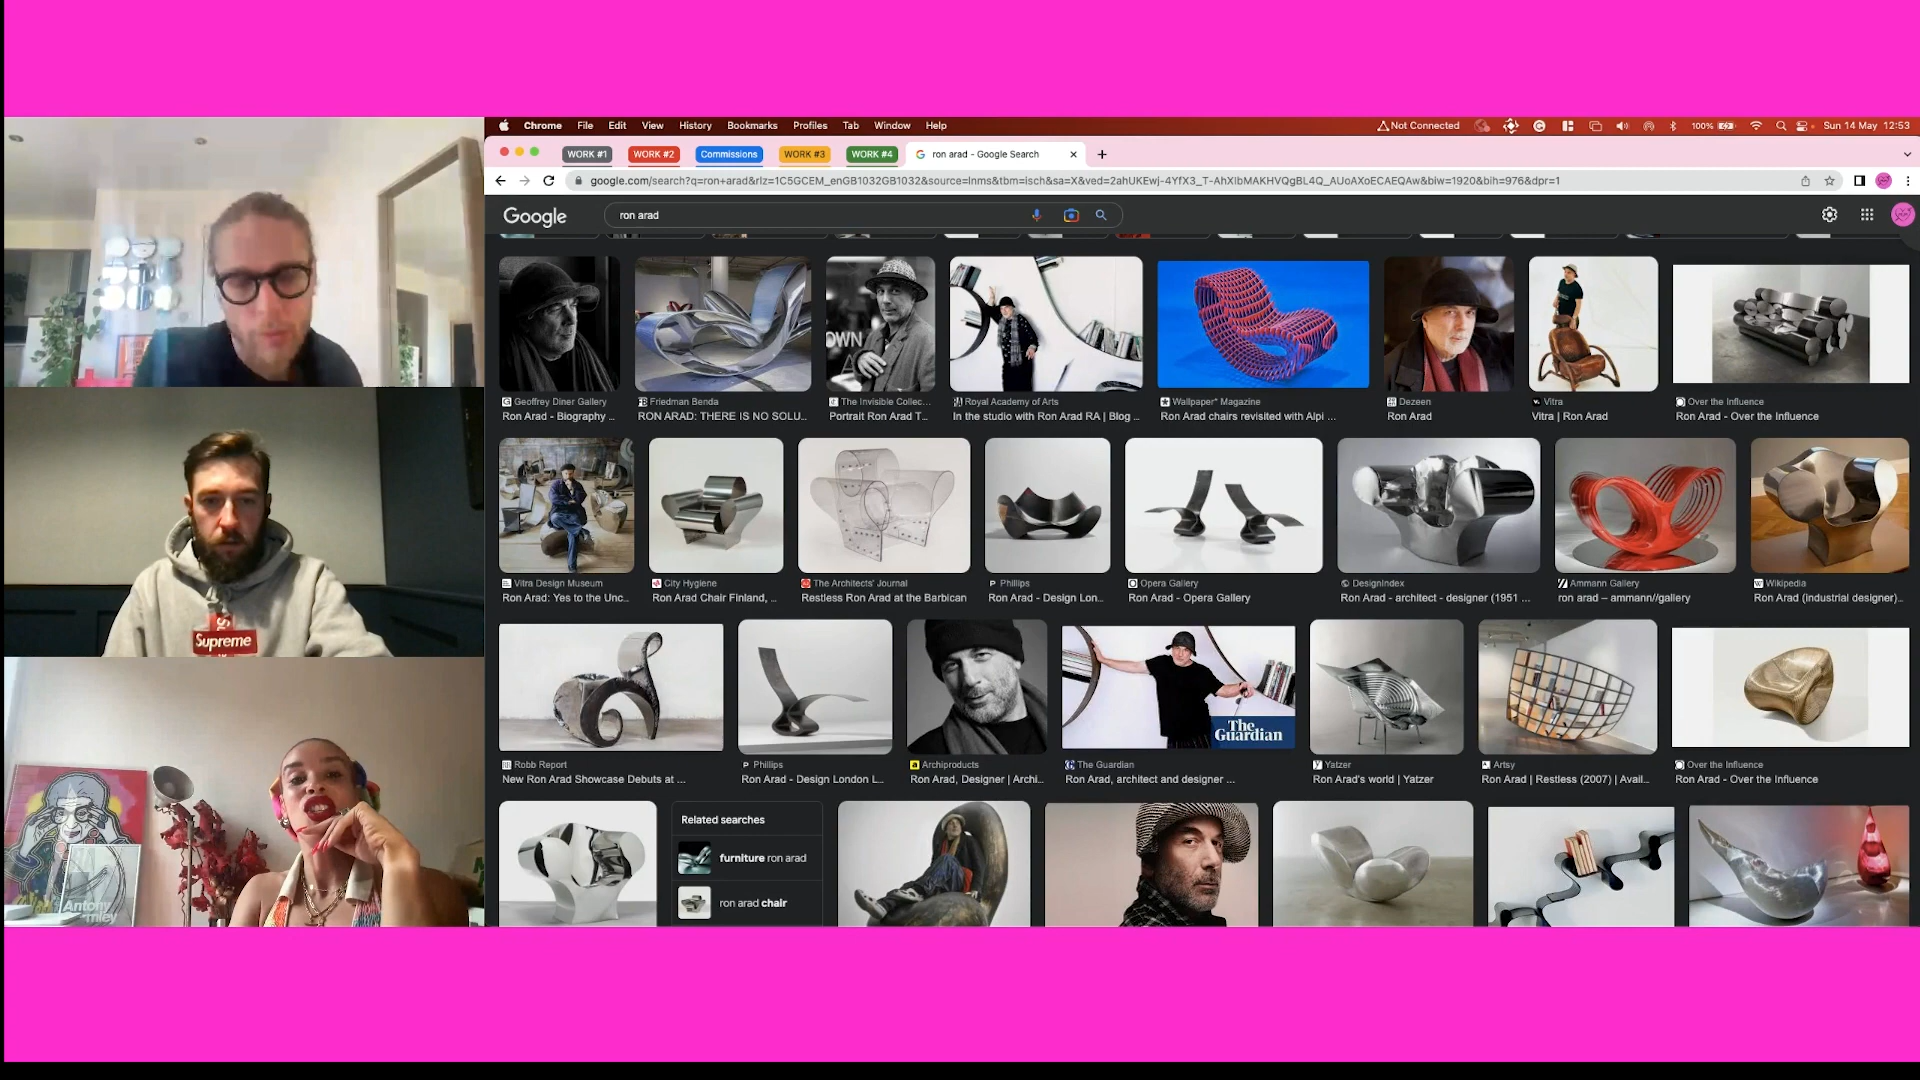 Chrome File Edit View History Bookmarks Profiles Tab Window Help
Not Connected
100%
Sun 14 May 12:53
WORK #1
WORK #2
Commissions
WORK #3
WORK #4
ron arad - Google Search
google.com/search?q=ron+arad&rlz=1C5GCEM_enGB1032GB1032&source=lnms&tbm=isch&sa=X&ved=2ahUKEwj-4YfX3_T-AhXIbMAKHVQgBL4Q_AUoAXoECAEQAw&biw=1920&bih=976&dpr=1
Google
ron arad
OWN
Geoffrey Diner Gallery
Ron Arad - Biography ...
Friedman Benda
RON ARAD: THERE IS NO SOLU...
The Invisible Collec...
Portrait Ron Arad T...
Royal Academy of Arts
In the studio with Ron Arad RA | Blog ...
Wallpaper* Magazine
Ron Arad chairs revisited with Alpi ...
Dezeen
Ron Arad
Vitra
Vitra | Ron Arad
Over the Influence
Ron Arad - Over the Influence
Vitra Design Museum
Ron Arad: Yes to the Unc...
City Hygiene
Ron Arad Chair Finland, ...
The Architects' Journal
Restless Ron Arad at the Barbican
Phillips
Ron Arad - Design Lon...
Opera Gallery
Ron Arad - Opera Gallery
DesignIndex
Ron Arad - architect - designer (1951 ...
Ammann Gallery
ron arad – ammann//gallery
Wikipedia
Ron Arad (industrial designer)...
Supreme
The
Guardian
Robb Report
New Ron Arad Showcase Debuts at ...
Phillips
Ron Arad - Design London L...
Archiproducts
Ron Arad, Designer | Archi...
The Guardian
Ron Arad, architect and designer ...
Yatzer
Ron Arad's world | Yatzer
Artsy
Ron Arad | Restless (2007) | Avail...
Over the Influence
Ron Arad - Over the Influence
Related searches
furniture ron arad
ron arad chair
Antony